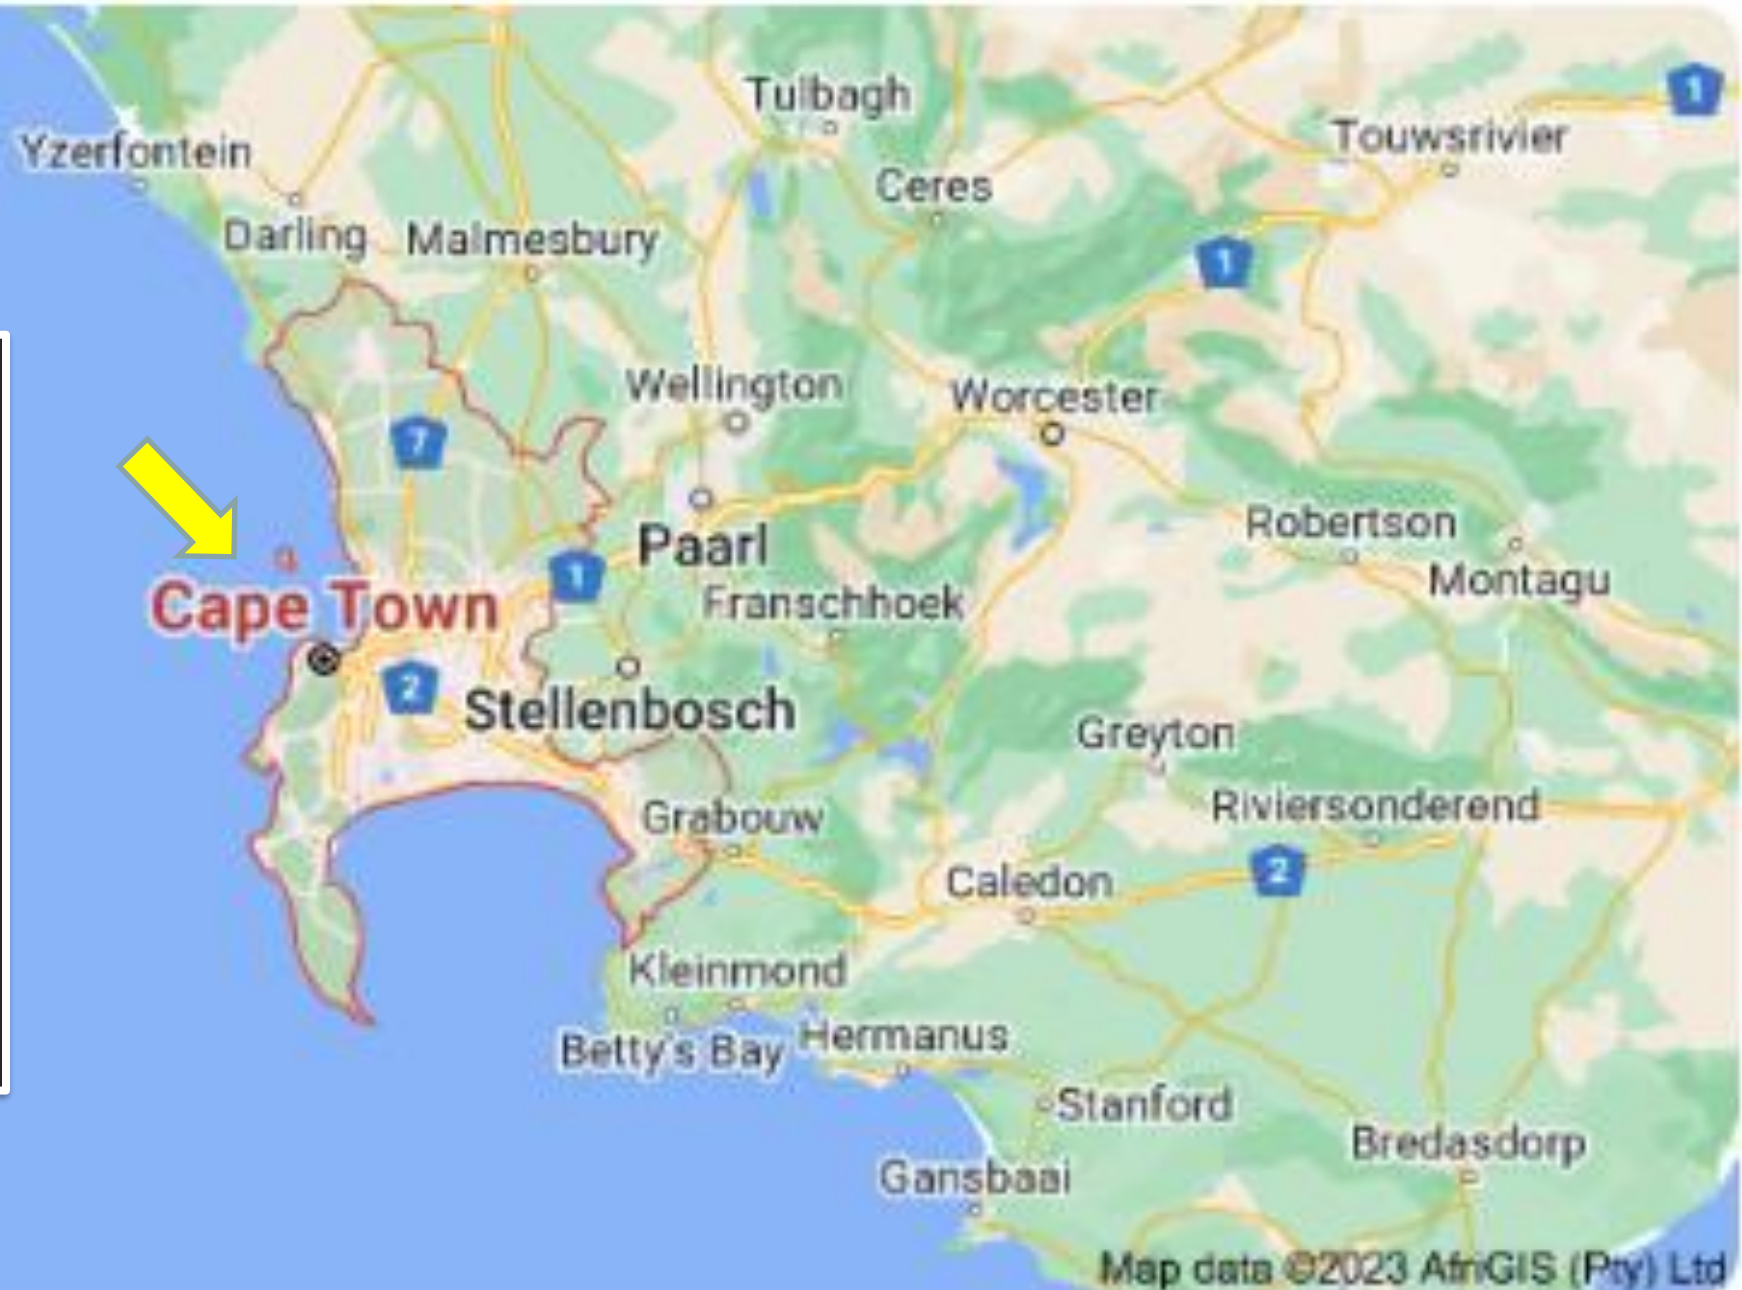 Tulbagh
1
Touwsrivier
Yzerfontein
Ceres
Darling
Malmesbury
1
Wellington
Worcester
7
Robertson
Paarl
1
Montagu
Cape Town
Franschhoek
2
Stellenbosch
Greyton
Riviersonderend
Grabouw
2
Caledon
Kleinmond
Hermanus
Betty's Bay
Stanford
Bredasdorp
Gansbaai
Map data ©2023 AfriGIS (Pty) Ltd